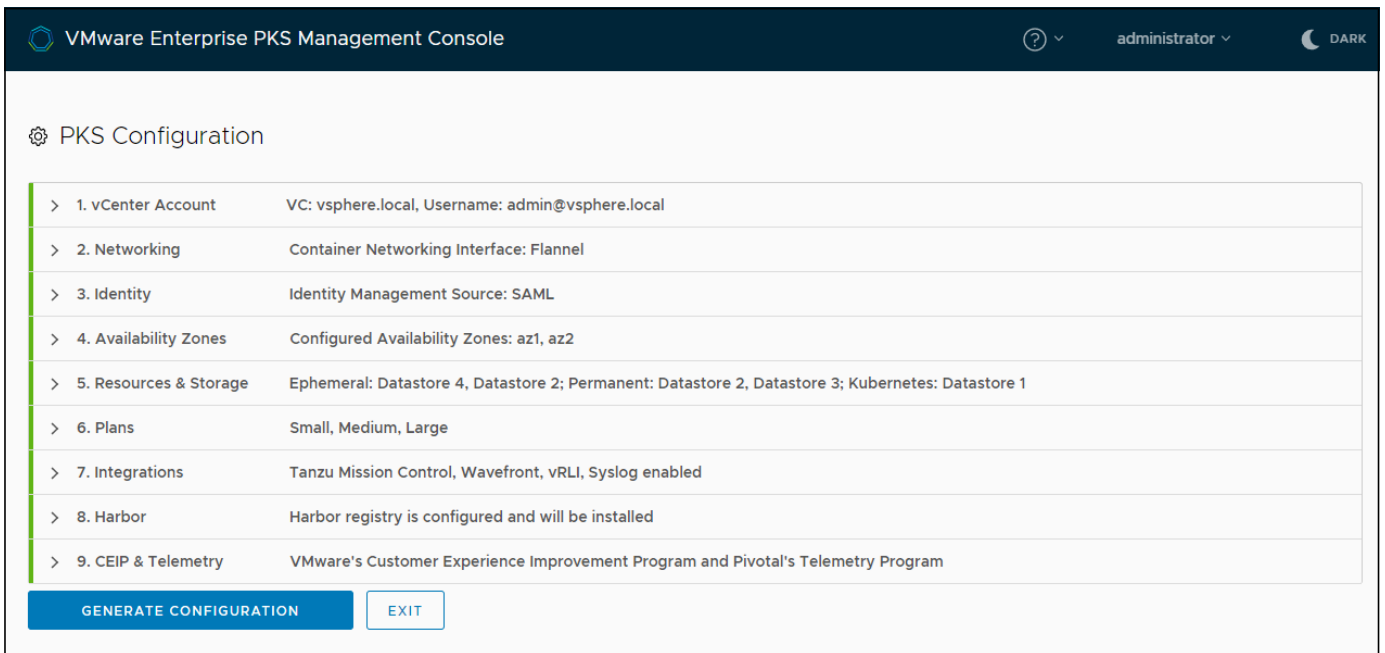 VMware Enterprise PKS Management Console ? administrator DARK
PKS Configuration
1. vCenter Account VC: vsphere.local, Username: admin@vsphere.local
2. Networking Container Networking Interface: Flannel
3. Identity Identity Management Source: SAML
4. Availability Zones Configured Availability Zones: az1, az2
5. Resources & Storage Ephemeral: Datastore 4, Datastore 2; Permanent: Datastore 2, Datastore 3; Kubernetes: Datastore 1
6. Plans Small, Medium, Large
7. Integrations Tanzu Mission Control, Wavefront, vRLI, Syslog enabled
8. Harbor Harbor registry is configured and will be installed
9. CEIP & Telemetry VMware's Customer Experience Improvement Program and Pivotal's Telemetry Program
GENERATE CONFIGURATION EXIT